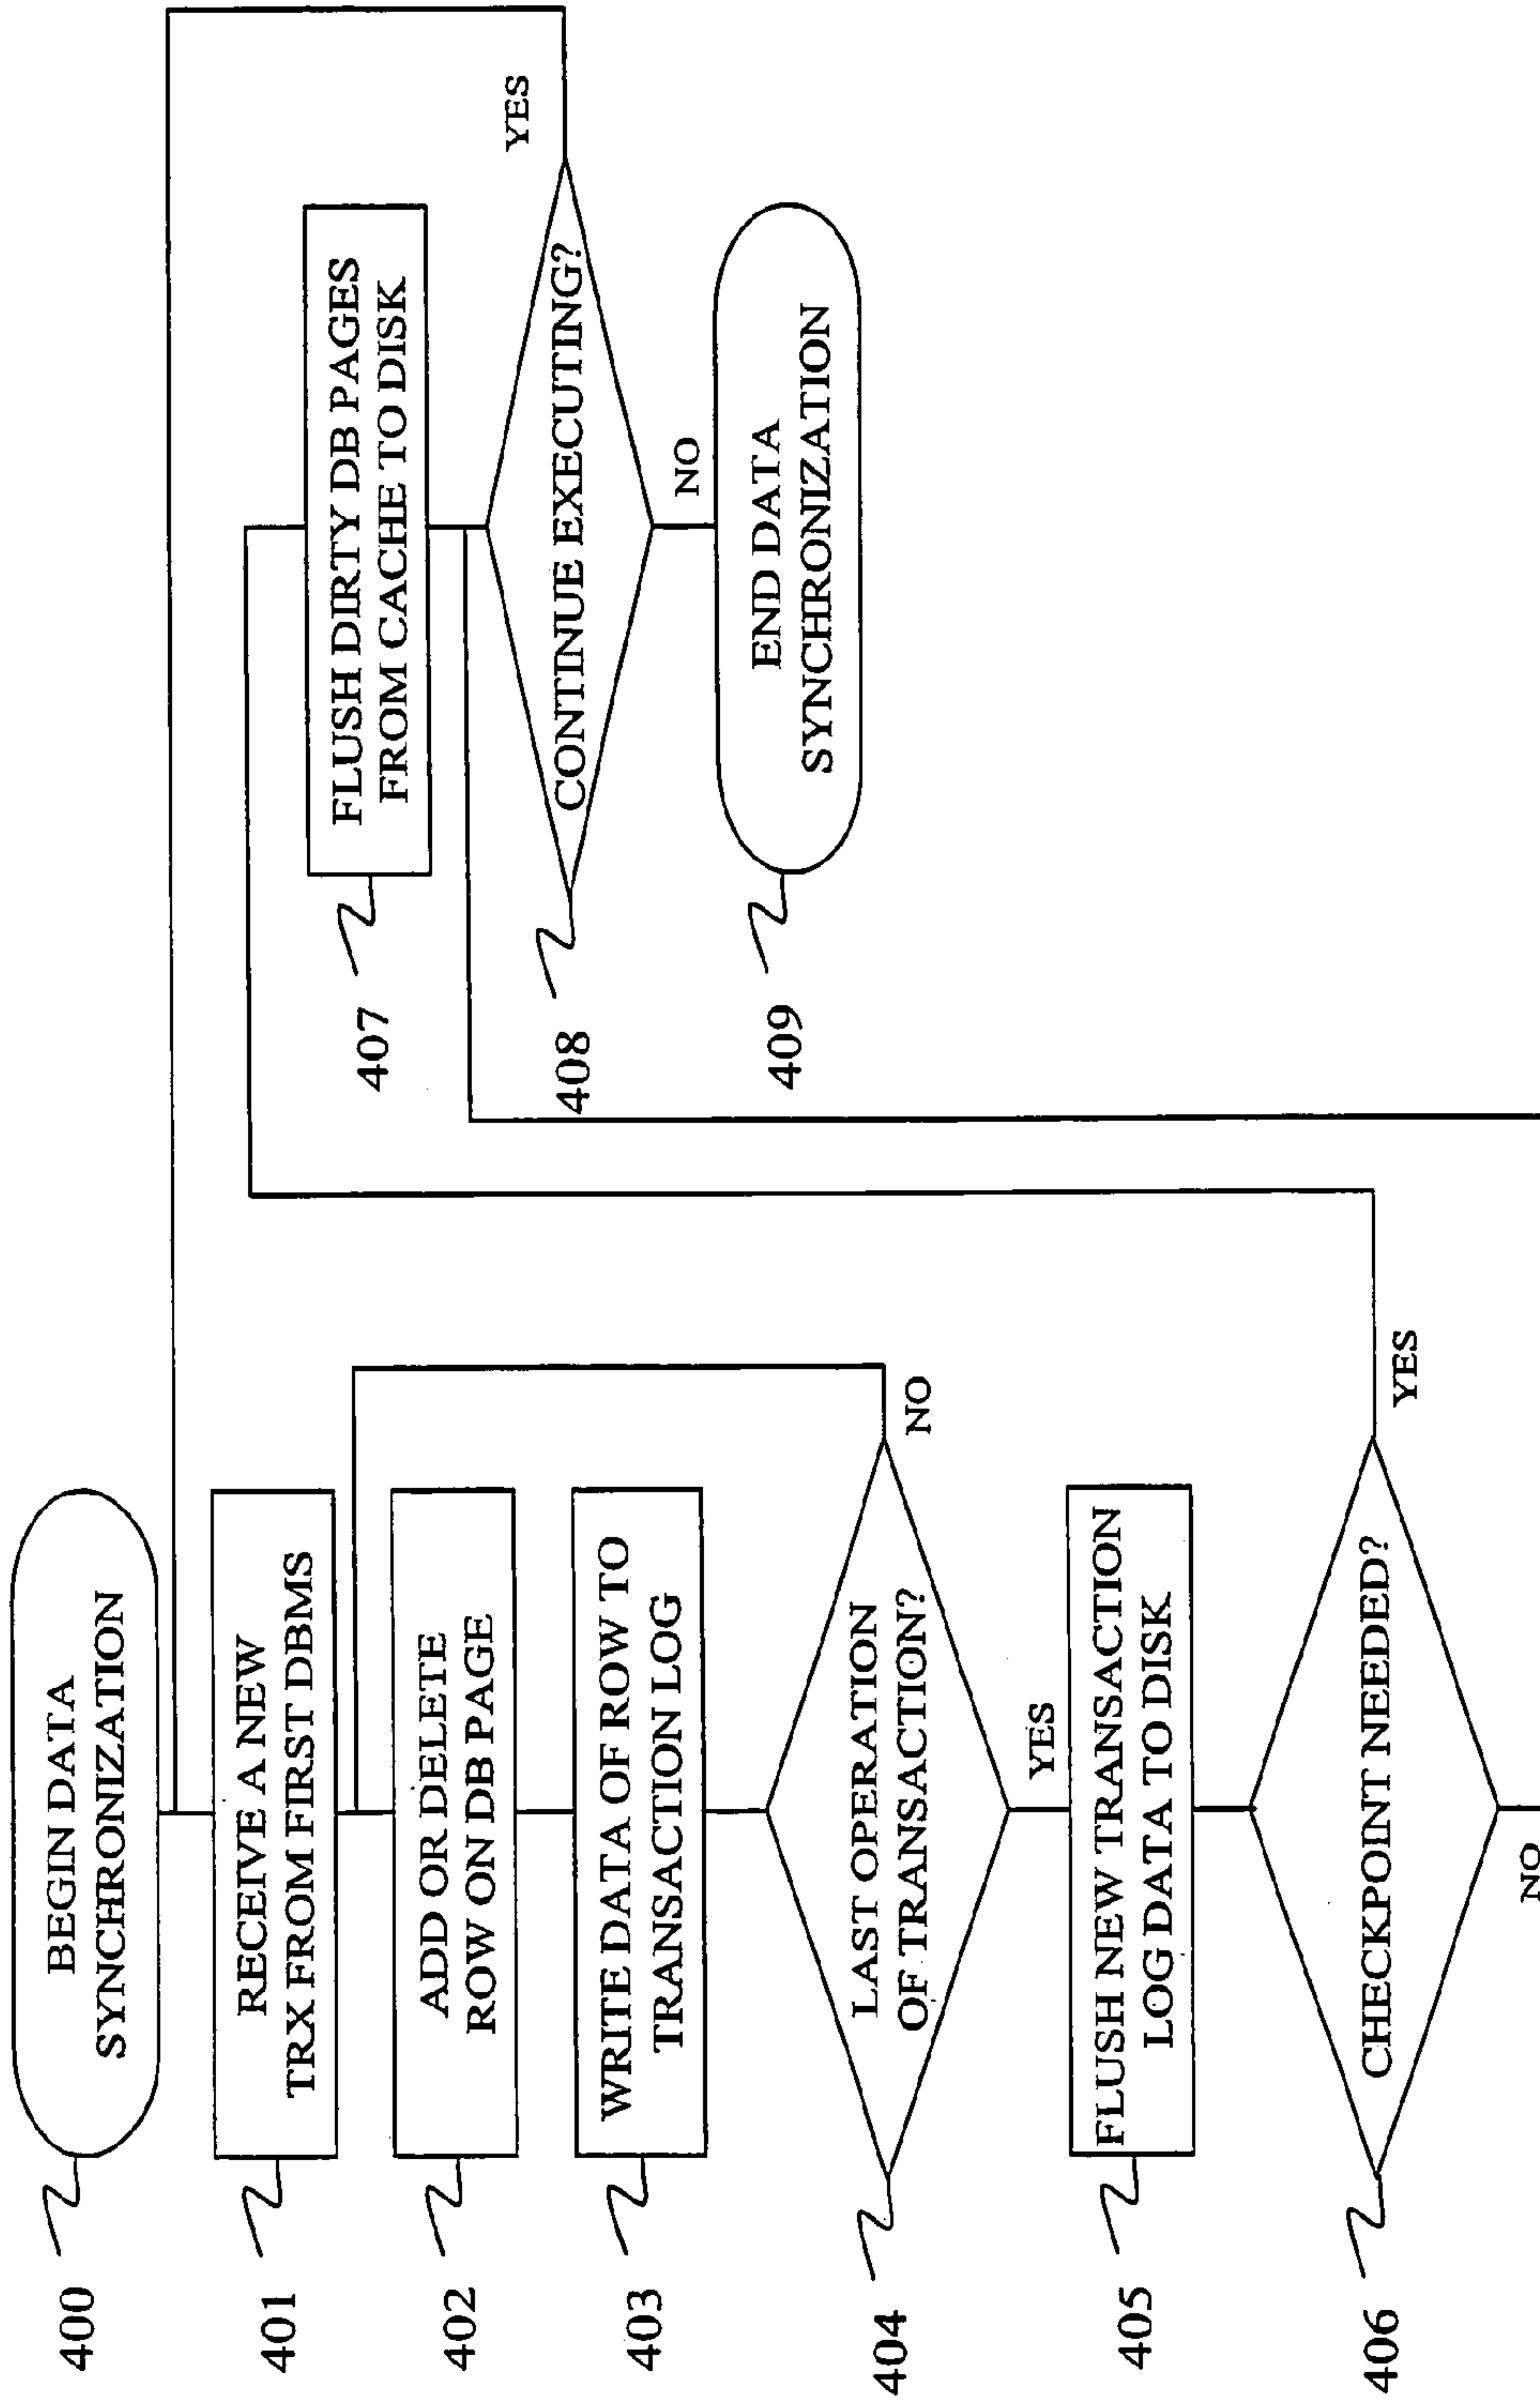 400
BEGIN DATA
SYNCHRONIZATION
401
RECEIVE A NEW
TRX FROM FIRST DBMS
402
ADD OR DELETE
ROW ON DB PAGE
403
WRITE DATA OF ROW TO
TRANSACTION LOG
404
LAST OPERATION
OF TRANSACTION?
NO
YES
405
FLUSH NEW TRANSACTION
LOG DATA TO DISK
406
CHECKPOINT NEEDED?
YES
NO
407
FLUSH DIRTY DB PAGES
FROM CACHE TO DISK
408
CONTINUE EXECUTING?
YES
NO
409
END DATA
SYNCHRONIZATION